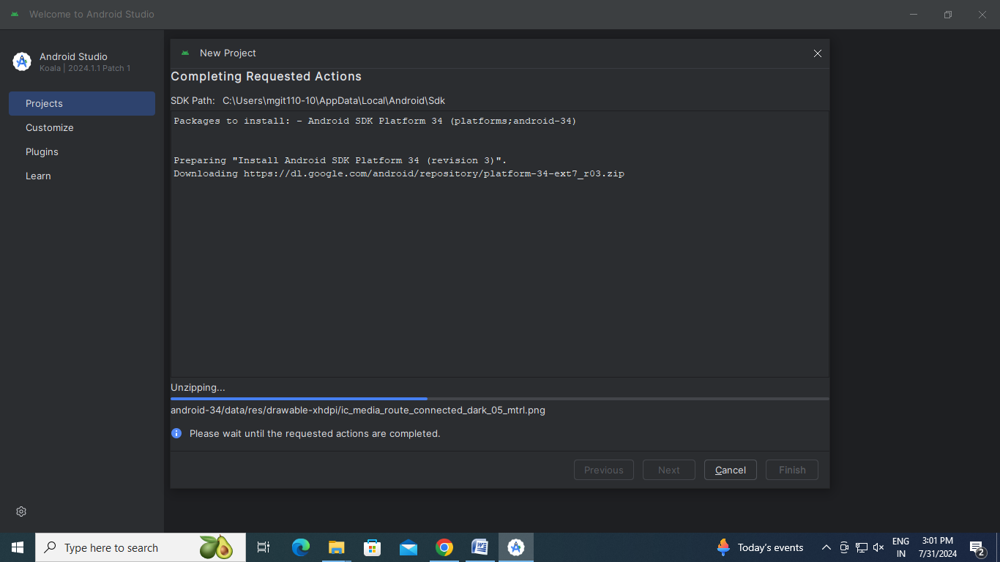 Welcome to Android Studio
Android Studio
Koala | 2024.1.1 Patch 1
Projects
Customize
Plugins
Learn
New Project
Completing Requested Actions
SDK Path: C:\Users\mgit110-10\AppData\Local\Android\Sdk
Packages to install: - Android SDK Platform 34 (platforms;android-34)
Preparing "Install Android SDK Platform 34 (revision 3)".
Downloading https://dl.google.com/android/repository/platform-34-ext7_r03.zip
Unzipping...
android-34/data/res/drawable-xhdpi/ic_media_route_connected_dark_05_mtrl.png
Please wait until the requested actions are completed.
Previous Next Cancel Finish
Type here to search
Today's events
ENG
IN
3:01 PM
7/31/2024
2